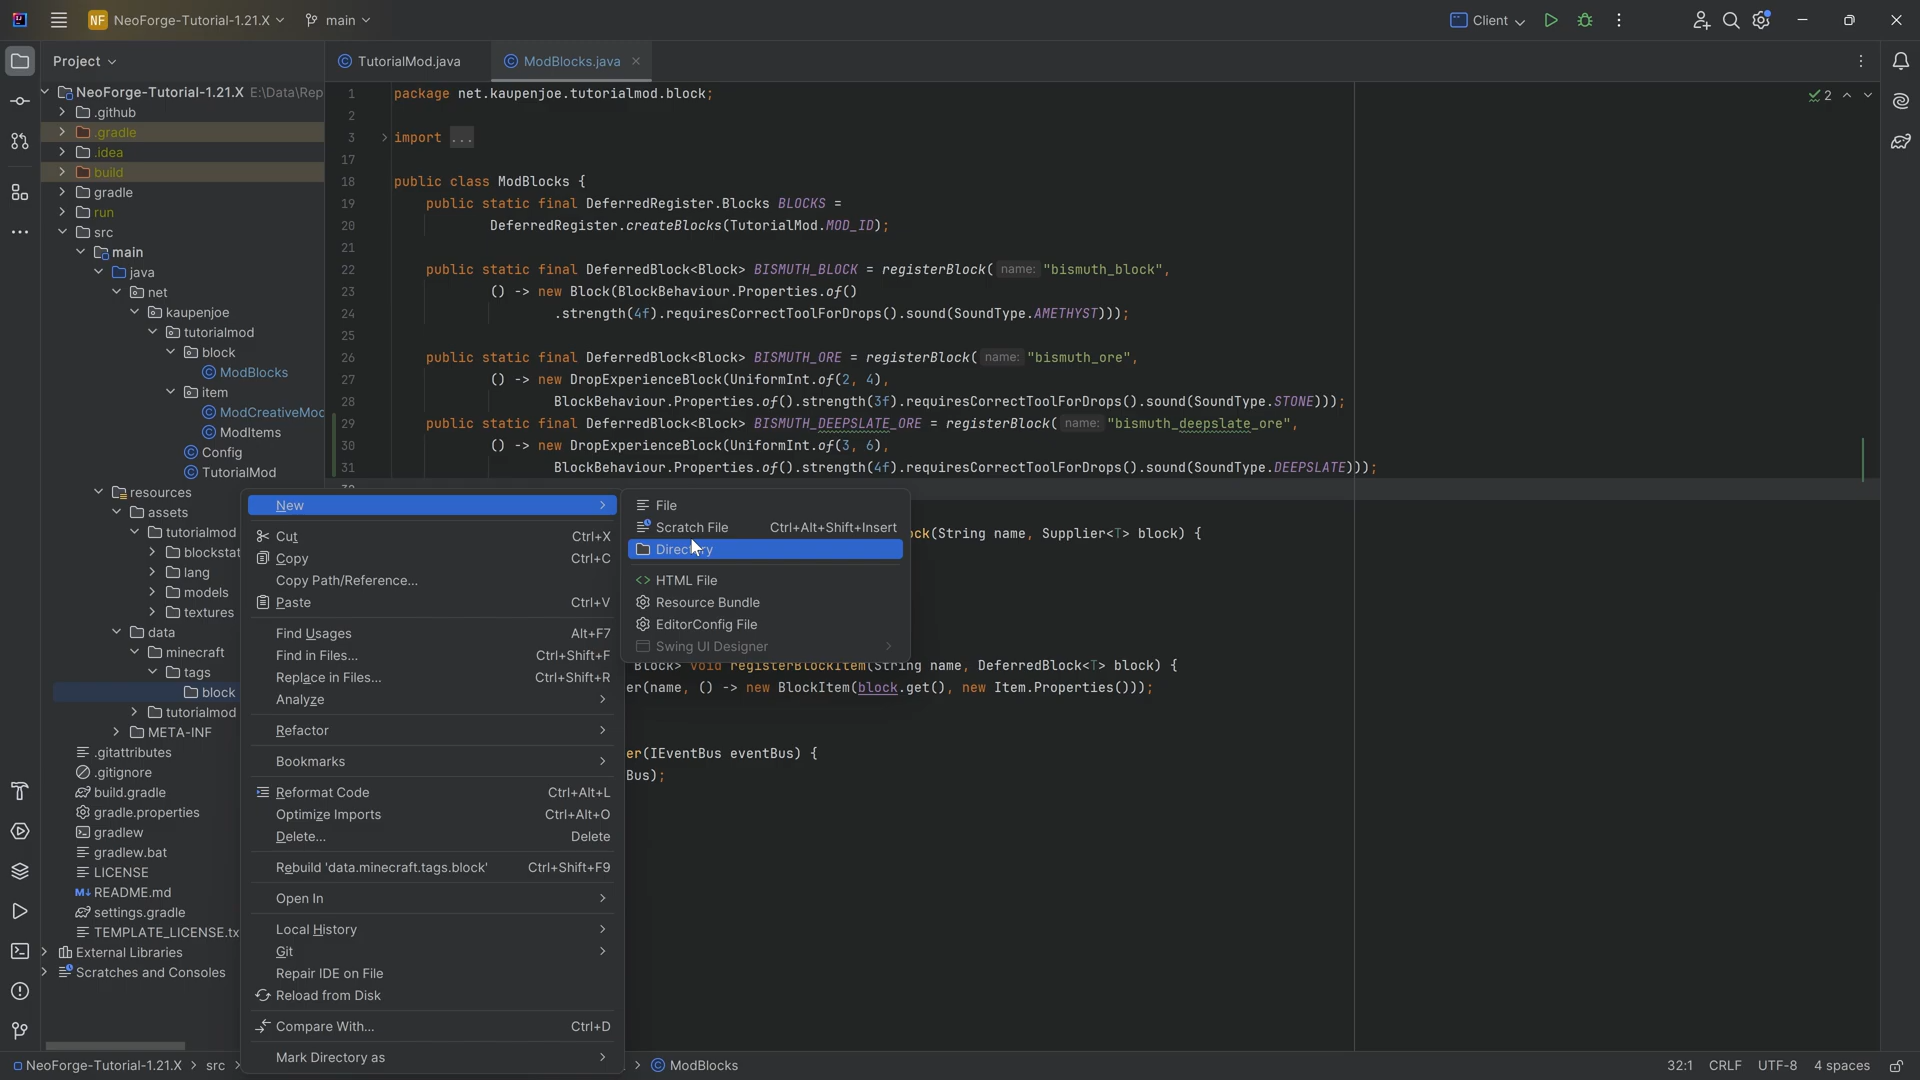 NF NeoForge-Tutorial-1.21.X main Client
Project
TutorialMod.java ModBlocks.java
NeoForge-Tutorial-1.21.X E:\Data\Rep
.github
.gradle
.idea
build
gradle
run
src
main
java
net
kaupenjoe
tutorialmod
block
ModBlocks
item
ModCreativeMod
ModItems
Config
TutorialMod
resources
assets
tutorialmod
blockstat
lang
models
textures
data
minecraft
tags
block
tutorialmod
META-INF
.gitattributes
.gitignore
build.gradle
gradle.properties
gradlew
gradlew.bat
LICENSE
M↓ README.md
settings.gradle
TEMPLATE_LICENSE.tx
External Libraries
Scratches and Consoles
2
1 package net.kaupenjoe.tutorialmod.block;
2
3 import ...
17
18 public class ModBlocks {
19 public static final DeferredRegister.Blocks BLOCKS =
20 DeferredRegister.createBlocks(TutorialMod.MOD_ID);
21
22 public static final DeferredBlock<Block> BISMUTH_BLOCK = registerBlock( name: "bismuth_block",
23 () -> new Block(BlockBehaviour.Properties.of()
24 .strength(4f).requiresCorrectToolForDrops().sound(SoundType.AMETHYST)));
25
26 public static final DeferredBlock<Block> BISMUTH_ORE = registerBlock( name: "bismuth_ore",
27 () -> new DropExperienceBlock(UniformInt.of(2, 4),
28 BlockBehaviour.Properties.of().strength(3f).requiresCorrectToolForDrops().sound(SoundType.STONE)));
29 public static final DeferredBlock<Block> BISMUTH_DEEPSLATE_ORE = registerBlock( name: "bismuth_deepslate_ore",
30 () -> new DropExperienceBlock(UniformInt.of(3, 6),
31 BlockBehaviour.Properties.of().strength(4f).requiresCorrectToolForDrops().sound(SoundType.DEEPSLATE)));
ck(String name, Supplier<T> block) {
Block> void registerBlockItem(String name, DeferredBlock<T> block) {
er(name, () -> new BlockItem(block.get(), new Item.Properties()));
er(IEventBus eventBus) {
Bus);
New
Cut Ctrl+X
Copy Ctrl+C
Copy Path/Reference...
Paste Ctrl+V
Find Usages Alt+F7
Find in Files... Ctrl+Shift+F
Replace in Files... Ctrl+Shift+R
Analyze
Refactor
Bookmarks
Reformat Code Ctrl+Alt+L
Optimize Imports Ctrl+Alt+O
Delete... Delete
Rebuild 'data.minecraft.tags.block' Ctrl+Shift+F9
Open In
Local History
Git
Repair IDE on File
Reload from Disk
Compare With... Ctrl+D
Mark Directory as
File
Scratch File Ctrl+Alt+Shift+Insert
Directory
HTML File
Resource Bundle
EditorConfig File
Swing UI Designer
NeoForge-Tutorial-1.21.X > src > > ModBlocks 32:1 CRLF UTF-8 4 spaces